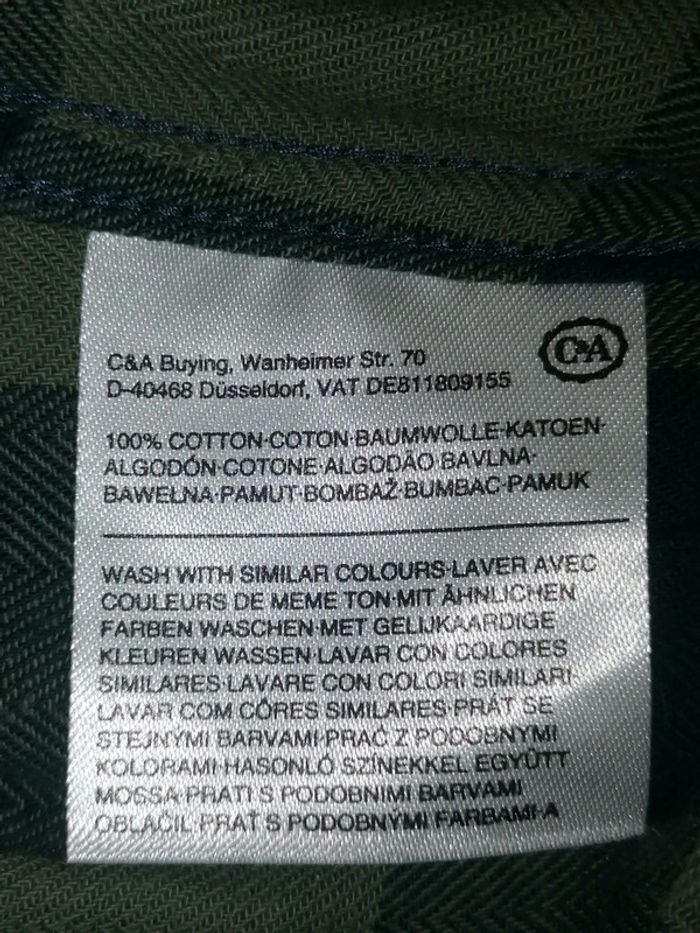 C&A Buying, Wanheimer Str. 70
D-40468 Düsseldorf, VAT DE811809155
C&A
100% COTTON·COTON·BAUMWOLLE·KATOEN·
ALGODÓN·COTONE·ALGODÃO·BAVLNA·
BAWEŁNA·PAMUT·BOMBAŽ·BUMBAC·PAMUK
WASH WITH SIMILAR COLOURS·LAVER AVEC
COULEURS DE MEME TON·MIT ÄHNLICHEN
FARBEN WASCHEN·MET GELIJKAARDIGE
KLEUREN WASSEN·LAVAR CON COLORES
SIMILARES·LAVARE CON COLORI SIMILARI·
LAVAR COM CÔRES SIMILARES·PRÁT SE
STEJNÝMI BARVAMI·PRAĆ Z PODOBNYMI
KOLORAMI·HASONLÓ SZÍNEKKEL EGYÜTT
MOSSA·PRATI S PODOBNIMI BARVAMI
OBLAČIL·PRAŤ S PODOBNÝMI FARBAMI·A